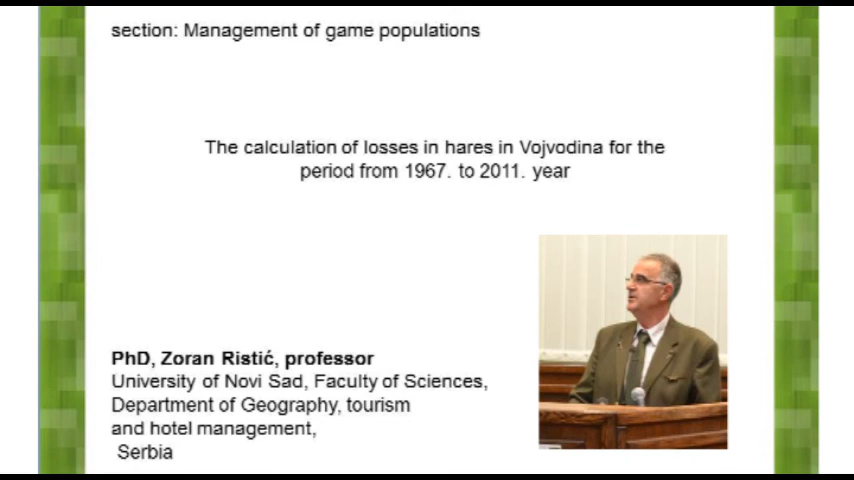 section: Management of game populations
The calculation of losses in hares in Vojvodina for the
period from 1967. to 2011. year
PhD, Zoran Ristić, professor
University of Novi Sad, Faculty of Sciences,
Department of Geography, tourism
and hotel management,
Serbia